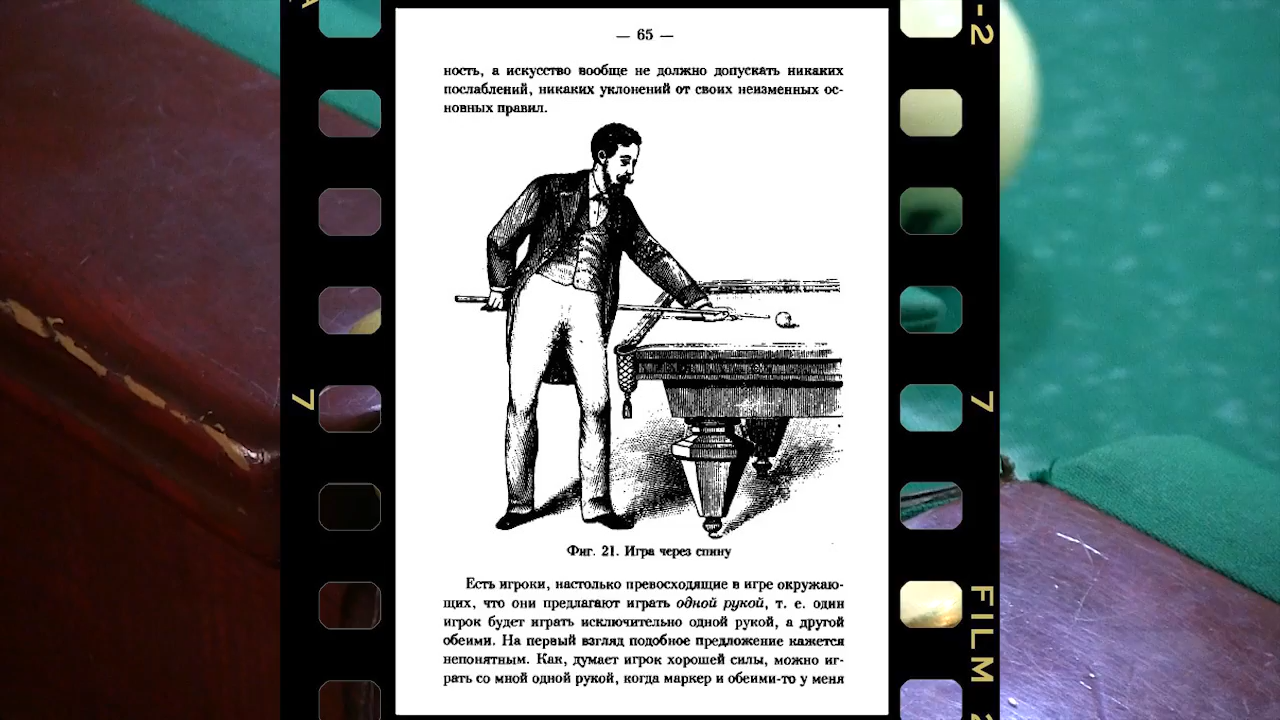 — 65 —
ность, а искусство вообще не должно допускать никаких
послаблений, никаких уклонений от своих неизменных ос-
новных правил.
Фиг. 21. Игра через спину
Есть игроки, настолько превосходящие в игре окружаю-
щих, что они предлагают играть одной рукой, т. е. один
игрок будет играть исключительно одной рукой, а другой
обеими. На первый взгляд подобное предложение кажется
непонятным. Как, думает игрок хорошей силы, можно иг-
рать со мной одной рукой, когда маркер и обеими-то у меня
7
-2
7
FILM 2